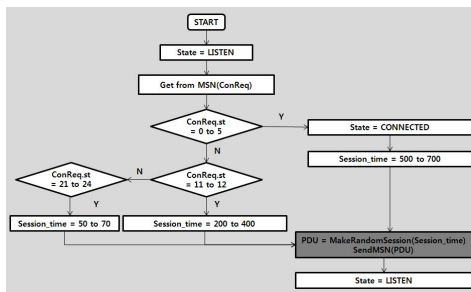 START
State = LISTEN
Get from MSN(ConReq)
ConReq.st
= 0 to 5
Y
State = CONNECTED
N
Session_time = 500 to 700
ConReq.st
= 21 to 24
N
ConReq.st
= 11 to 12
Y
Y
Session_time = 50 to 70
Session_time = 200 to 400
PDU = MakeRandomSession(Session_time)
SendMSN(PDU)
State = LISTEN